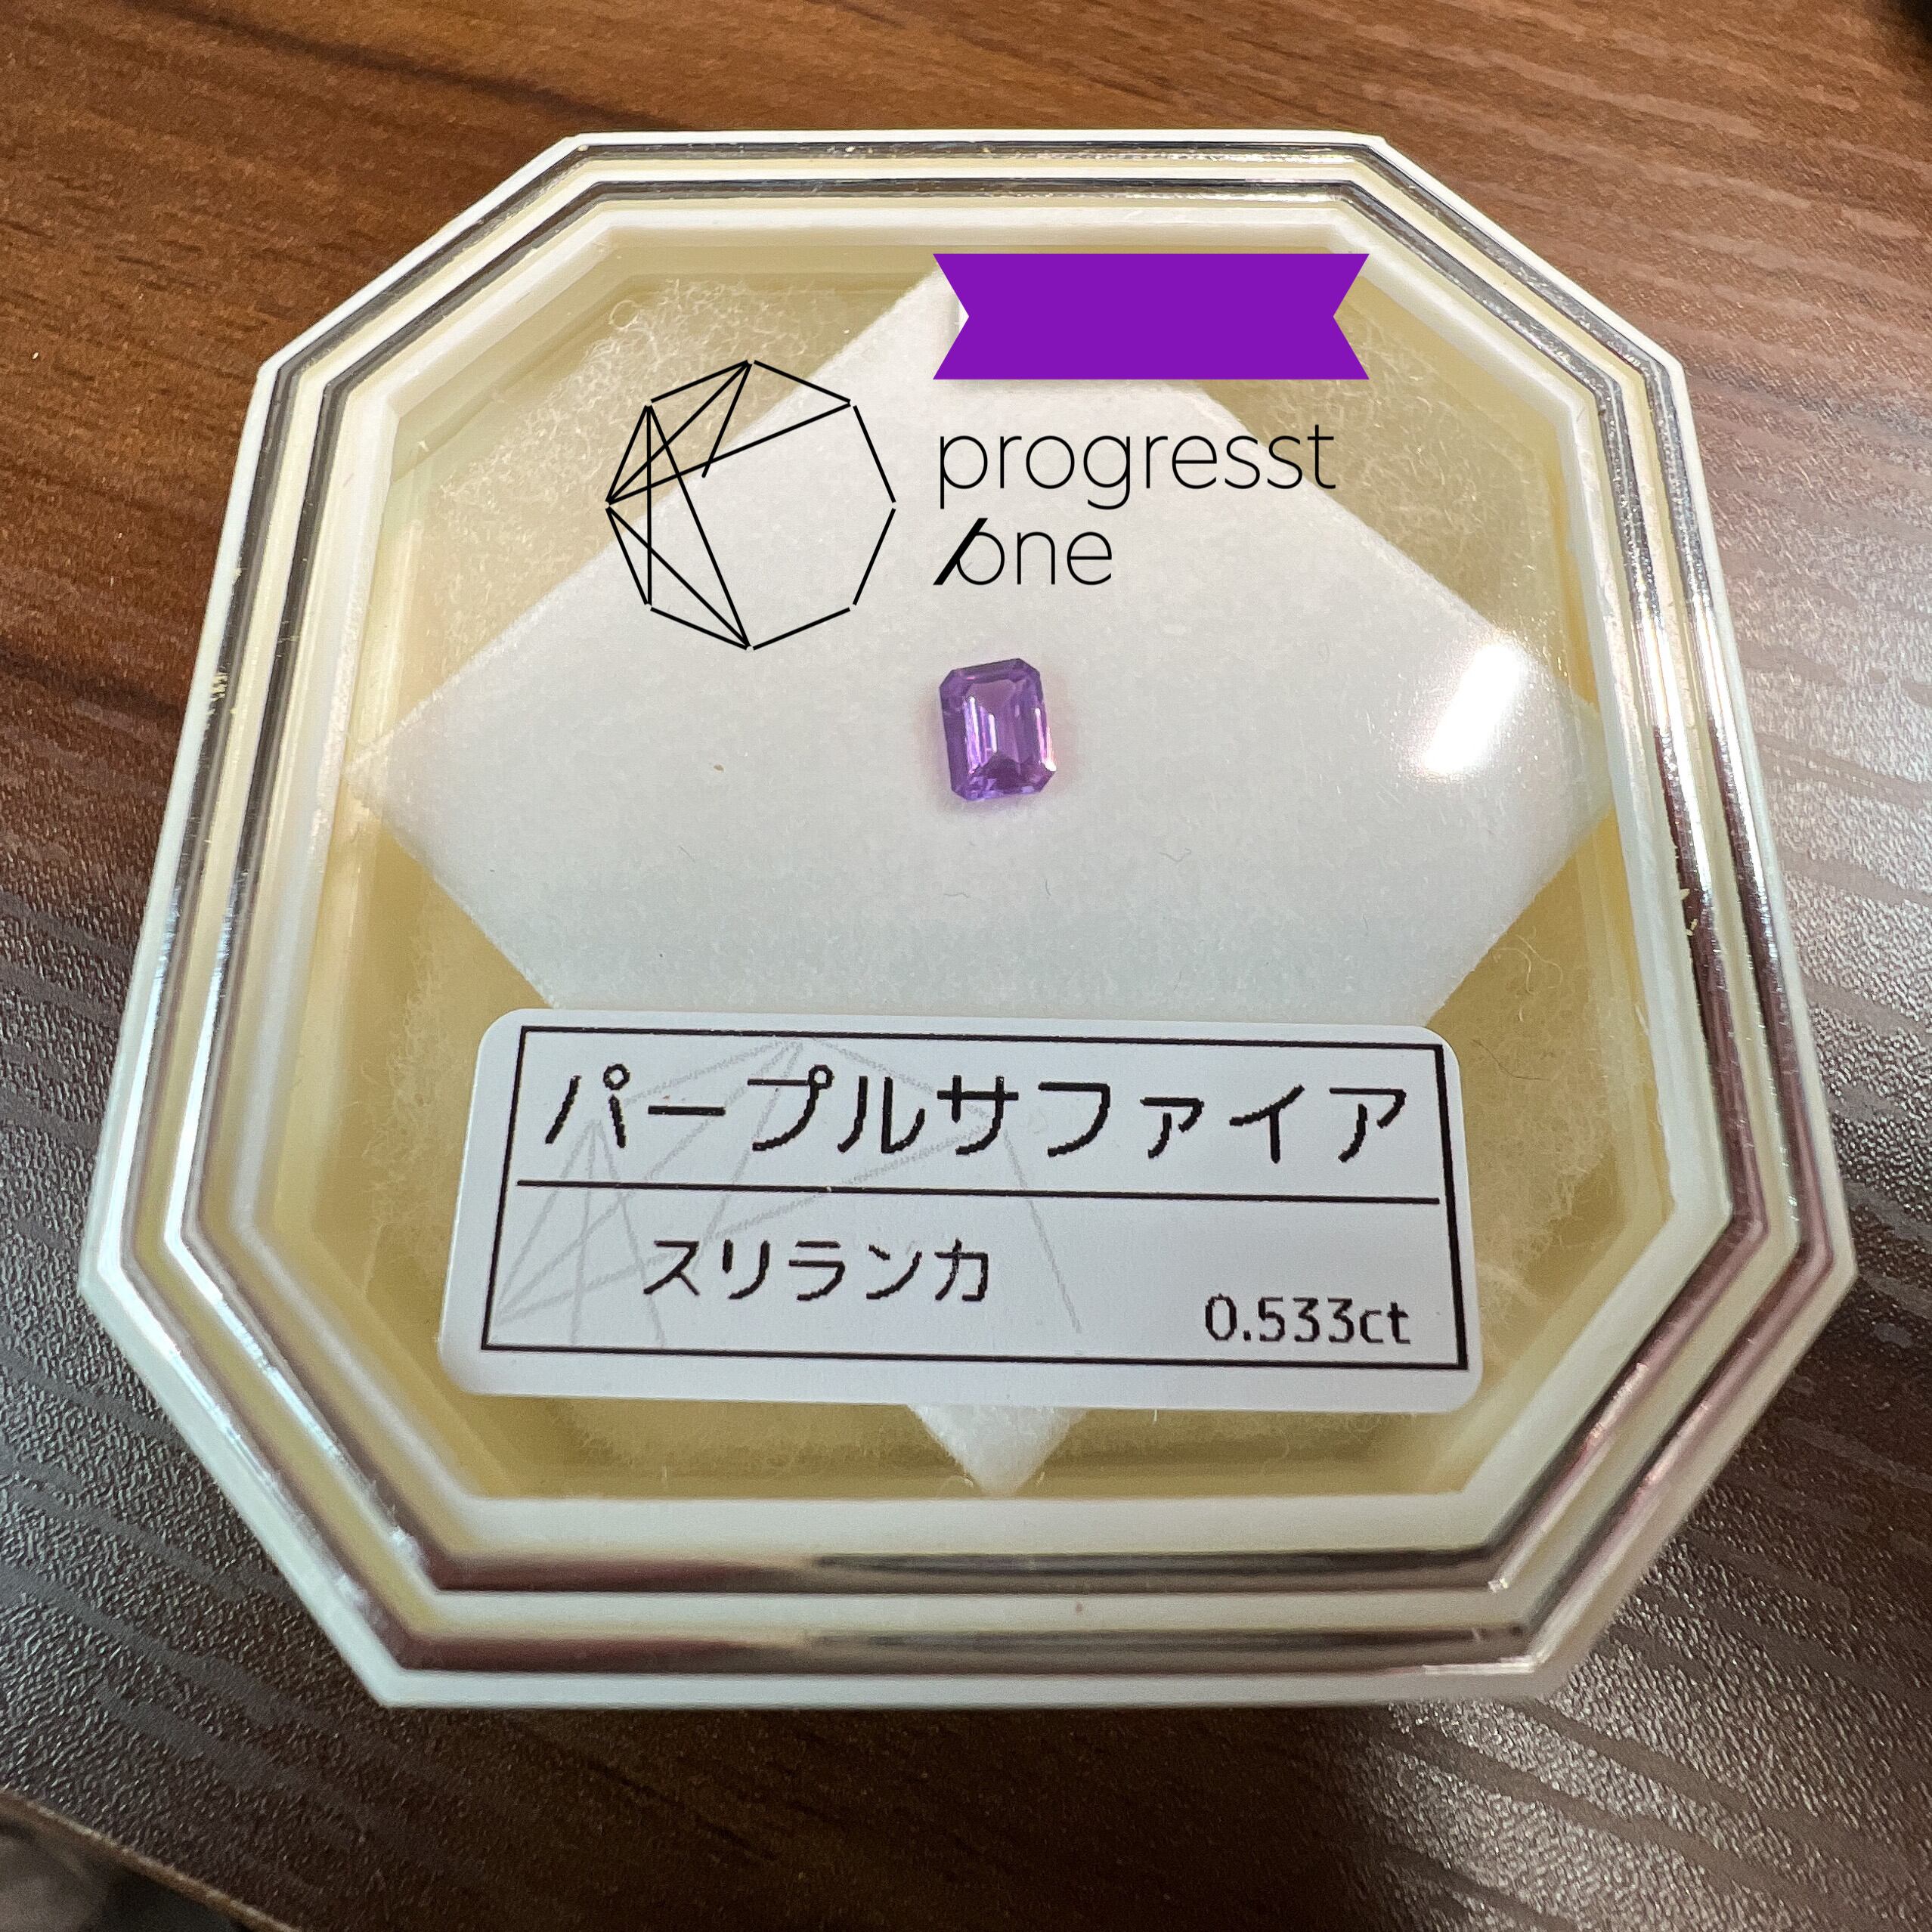 progresst
one
パープルサファイア
スリランカ
0.533ct